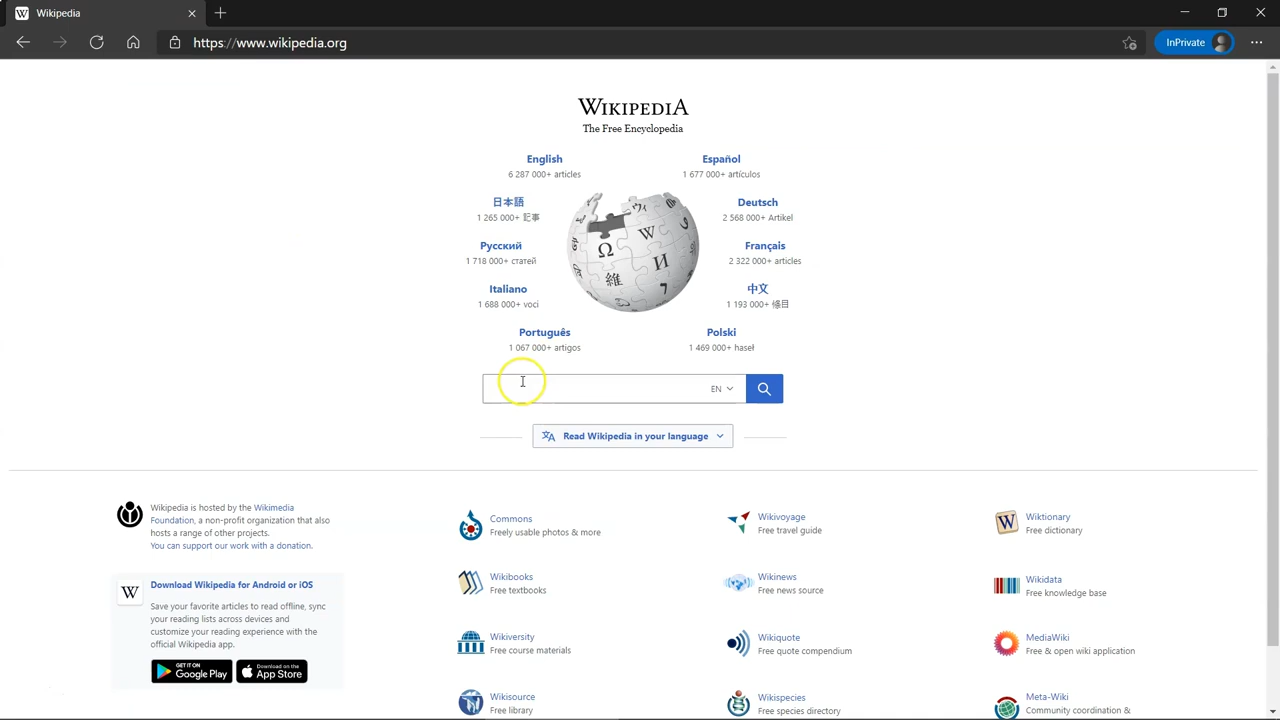 Wikipedia
https://www.wikipedia.org
InPrivate
WIKIPEDIA
The Free Encyclopedia
English
6 287 000+ articles
Español
1 677 000+ artículos
日本語
1 265 000+ 記事
Deutsch
2 568 000+ Artikel
Русский
1 718 000+ статей
Français
2 322 000+ articles
Italiano
1 688 000+ voci
中文
1 193 000+ 條目
Português
1 067 000+ artigos
Polski
1 469 000+ haseł
EN
Read Wikipedia in your language
Wikipedia is hosted by the Wikimedia
Foundation, a non-profit organization that also
hosts a range of other projects.
You can support our work with a donation.
Download Wikipedia for Android or iOS
Save your favorite articles to read offline, sync
your reading lists across devices and
customize your reading experience with the
official Wikipedia app.
GET IT ON
Google Play
Download on the
App Store
Commons
Freely usable photos & more
Wikivoyage
Free travel guide
Wiktionary
Free dictionary
Wikibooks
Free textbooks
Wikinews
Free news source
Wikidata
Free knowledge base
Wikiversity
Free course materials
Wikiquote
Free quote compendium
MediaWiki
Free & open wiki application
Wikisource
Free library
Wikispecies
Free species directory
Meta-Wiki
Community coordination &